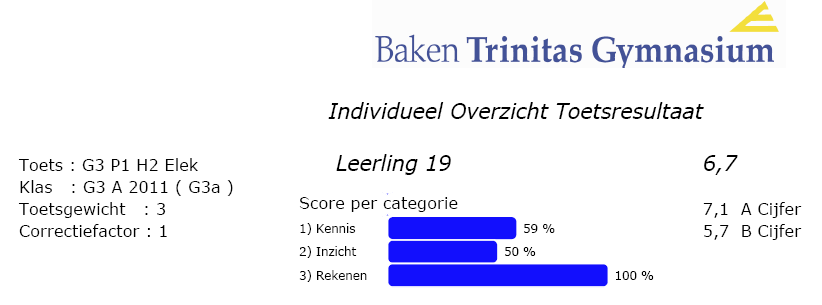 Baken Trinitas Gymnasium
Individueel Overzicht Toetsresultaat
Toets : G3 P1 H2 Elek
Klas : G3 A 2011 ( G3a )
Toetsgewicht : 3
Correctiefactor : 1
Leerling 19
6,7
Score per categorie
1) Kennis 59 %
2) Inzicht 50 %
3) Rekenen 100 %
7,1 A Cijfer
5,7 B Cijfer